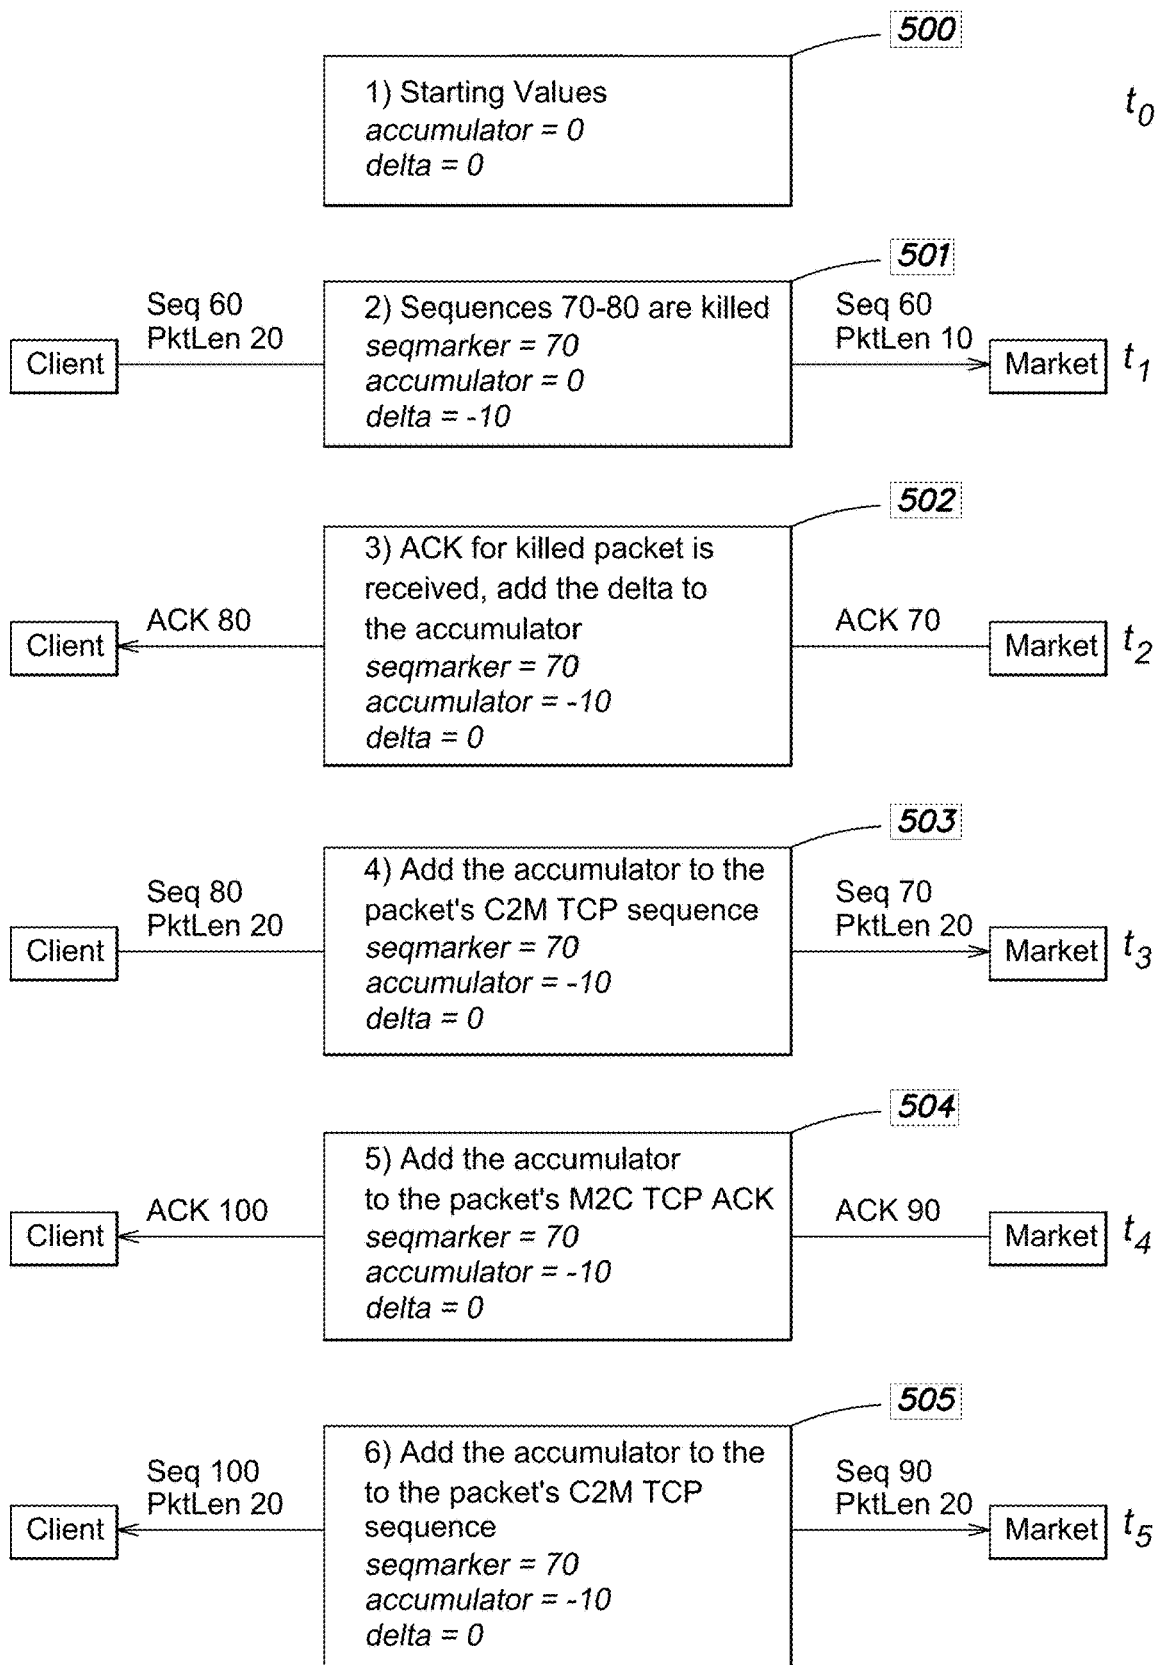 500
1) Starting Values
accumulator = 0
delta = 0
t0
501
Seq 60
PktLen 20
Client
2) Sequences 70-80 are killed
seqmarker = 70
accumulator = 0
delta = -10
Seq 60
PktLen 10
Market
t1
502
ACK 80
Client
3) ACK for killed packet is
received, add the delta to
the accumulator
seqmarker = 70
accumulator = -10
delta = 0
ACK 70
Market
t2
503
Seq 80
PktLen 20
Client
4) Add the accumulator to the
packet's C2M TCP sequence
seqmarker = 70
accumulator = -10
delta = 0
Seq 70
PktLen 20
Market
t3
504
ACK 100
Client
5) Add the accumulator
to the packet's M2C TCP ACK
seqmarker = 70
accumulator = -10
delta = 0
ACK 90
Market
t4
505
Seq 100
PktLen 20
Client
6) Add the accumulator to the
to the packet's C2M TCP
sequence
seqmarker = 70
accumulator = -10
delta = 0
Seq 90
PktLen 20
Market
t5